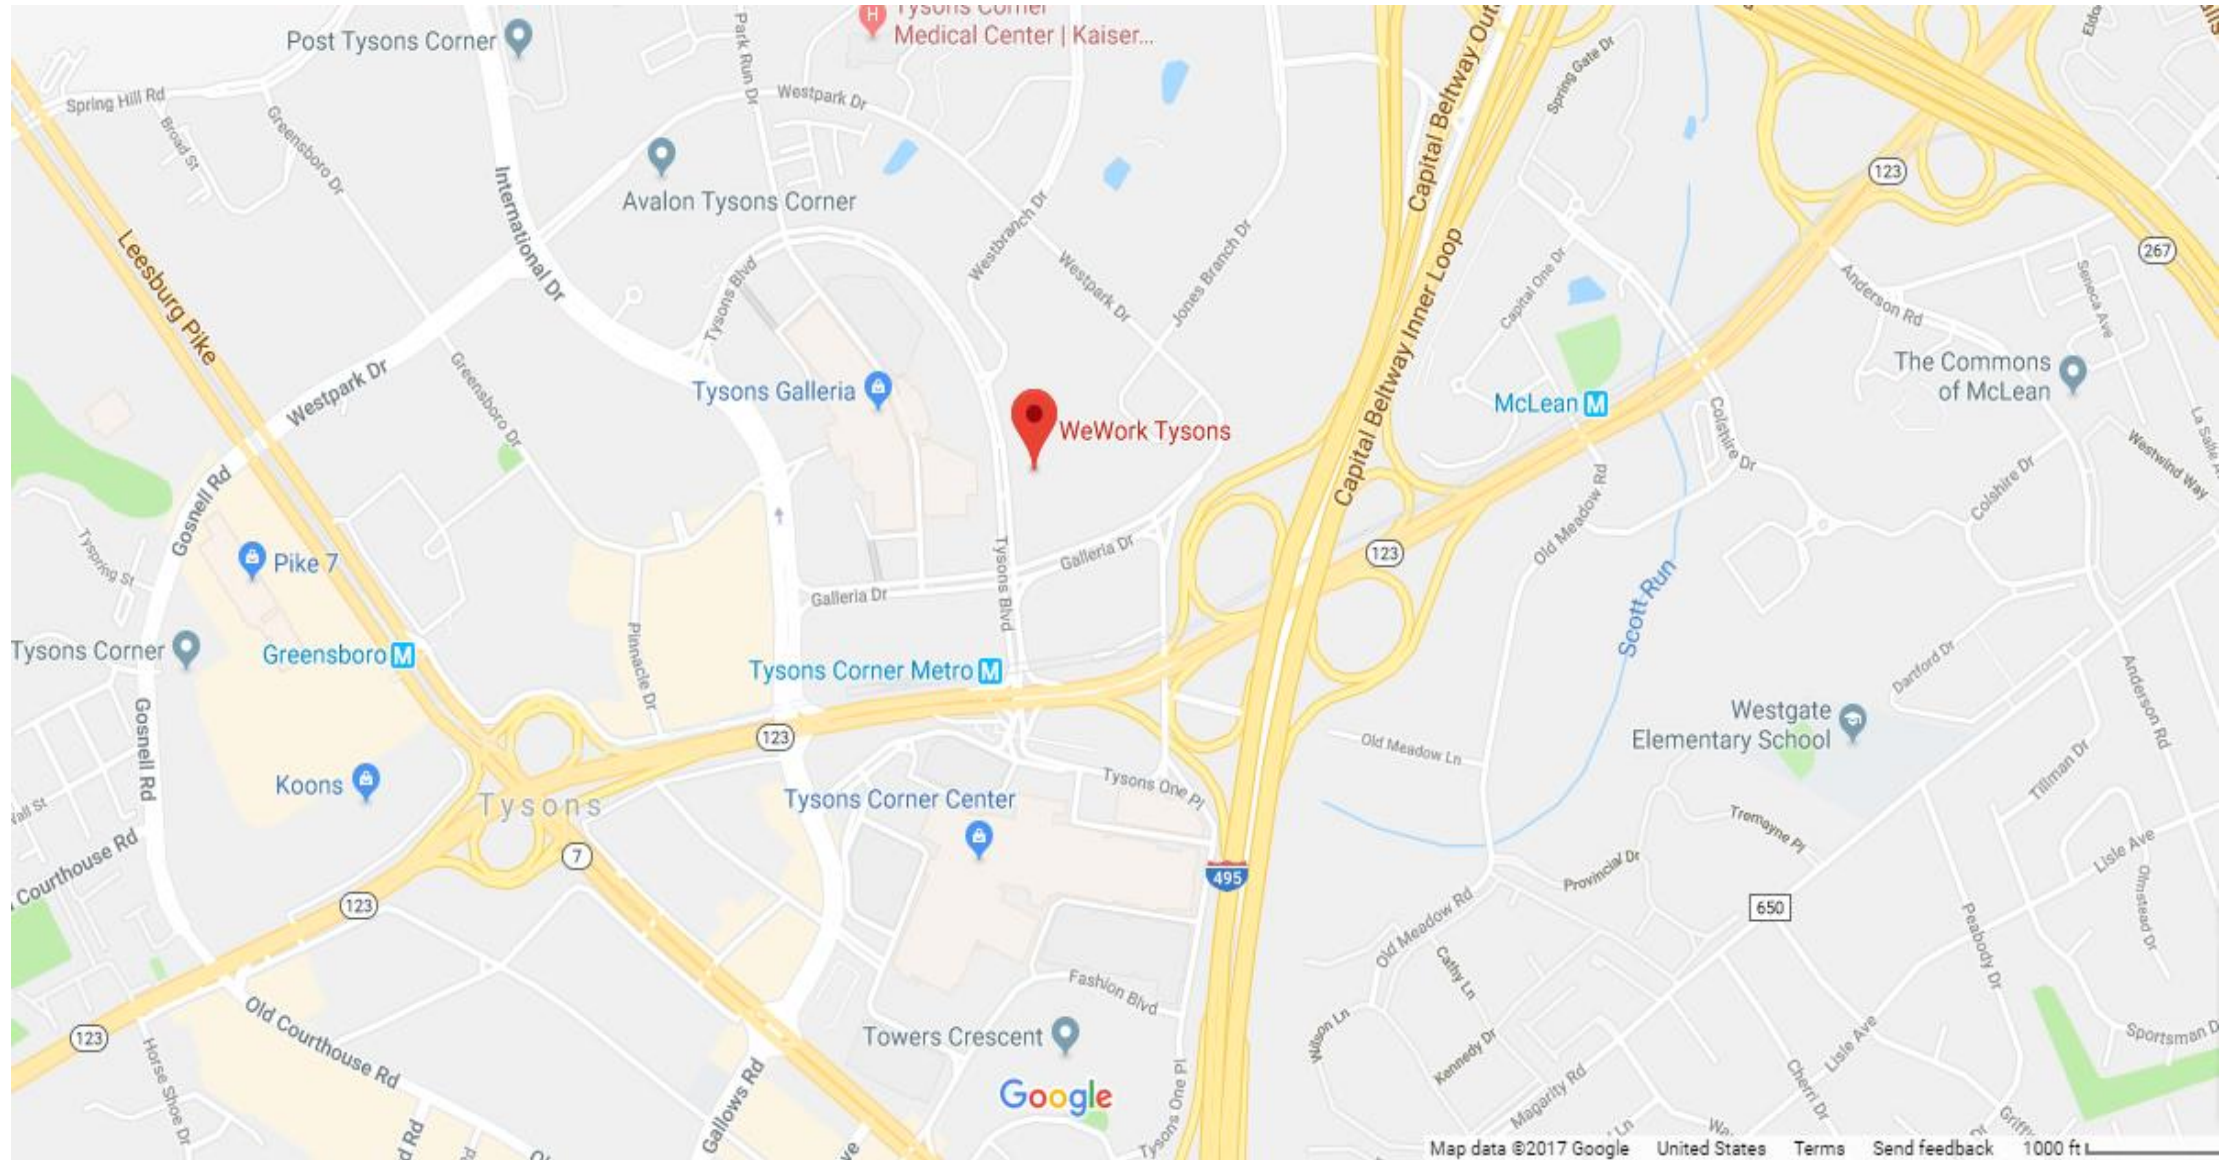 Tysons Corner
Medical Center | Kaiser...
Post Tysons Corner
Park Run Dr
Capital Beltway
Spring Gate Dr
Spring Hill Rd
Westpark Dr
Broad St
Greensboro Dr
International Dr
Avalon Tysons Corner
123
267
Leesburg Pike
Westbranch Dr
Westpark Dr
Jones Branch Dr
Capital Beltway Inner Loop
Capital One Dr
Anderson Rd
Seneca Ave
Tysons Blvd
Westpark Dr
Greensboro Dr
Tysons Galleria
WeWork Tysons
McLean M
The Commons
of McLean
Colshire Dr
La Salle
Westwind Way
Gosnell Rd
Colshire Dr
Old Meadow Rd
Tyspring St
Pike 7
Galleria Dr
123
Tysons Blvd
Galleria Dr
Scott Run
Tysons Corner
Greensboro M
Pinnacle Dr
Tysons Corner Metro M
Dartford Dr
Anderson Rd
Gosnell Rd
123
Westgate
Elementary School
Old Meadow Ln
Tillman Dr
Koons
Tysons
Tysons Corner Center
Tysons One Pl
Tremayne Pl
Courthouse Rd
7
495
Provincial Dr
Lisle Ave
Olmstead Dr
123
650
Old Meadow Rd
Peabody Dr
Cathy Ln
Fashion Blvd
Old Courthouse Rd
123
Towers Crescent
Wilson Ln
Kennedy Dr
Lisle Ave
Sportsman D
Horse Shoe Dr
Gallows Rd
Google
Tysons One Pl
Magarity Rd
Cherri Dr
Map data ©2017 Google United States Terms Send feedback 1000 ft